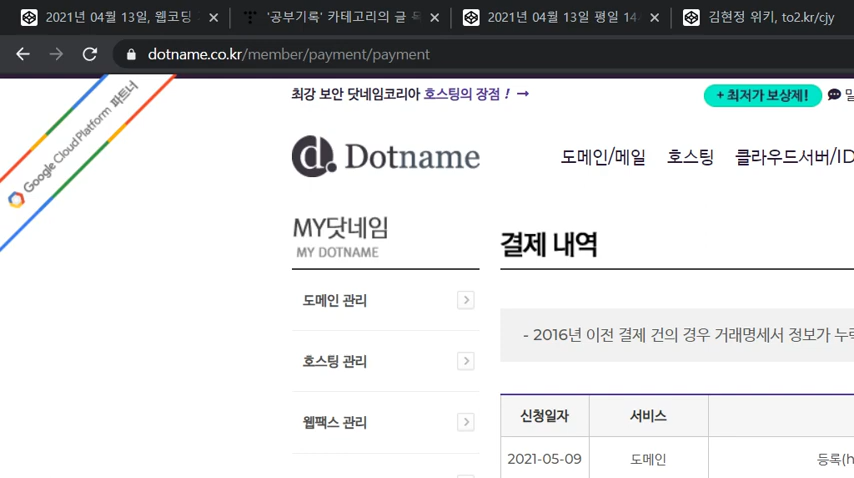 2021년 04월 13일, 웹코딩
'공부기록' 카테고리의 글
2021년 04월 13일 평일 14
김현정 위키, to2.kr/cjy
dotname.co.kr/member/payment/payment
Google Cloud Platform 파트너
최강 보안 닷네임코리아 호스팅의 장점 ! →
+ 최저가 보상제!
d. Dotname
도메인/메일 호스팅 클라우드서버/ID
MY닷네임
MY DOTNAME
결제 내역
도메인 관리
- 2016년 이전 결제 건의 경우 거래명세서 정보가
호스팅 관리
웹팩스 관리
신청일자 서비스
2021-05-09 도메인 등록(h